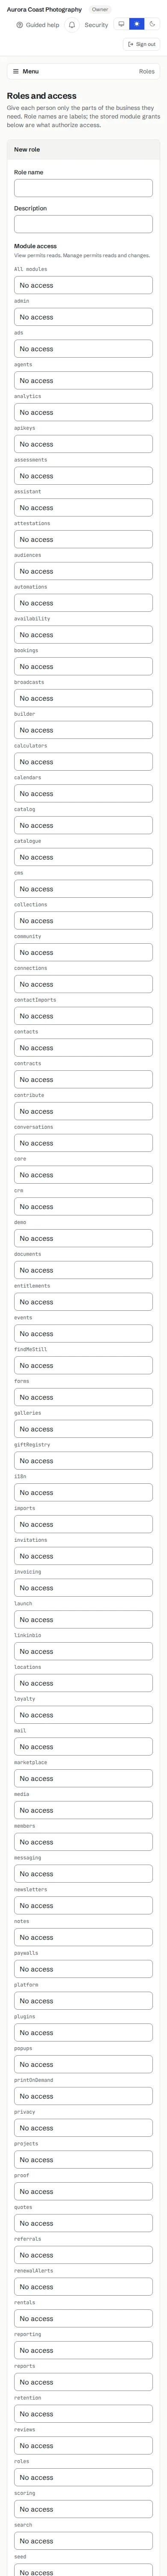 Aurora Coast Photography Owner
Guided help Security
Sign out
Menu Roles
Roles and access
Give each person only the parts of the business they
need. Role names are labels; the stored module grants
below are what authorize access.
New role
Role name
Description
Module access
View permits reads. Manage permits reads and changes.
All modules
No access
admin
No access
ads
No access
agents
No access
analytics
No access
apikeys
No access
assessments
No access
assistant
No access
attestations
No access
audiences
No access
automations
No access
availability
No access
bookings
No access
broadcasts
No access
builder
No access
calculators
No access
calendars
No access
catalog
No access
catalogue
No access
cms
No access
collections
No access
community
No access
connections
No access
contactImports
No access
contacts
No access
contracts
No access
contribute
No access
conversations
No access
core
No access
crm
No access
demo
No access
documents
No access
entitlements
No access
events
No access
findMeStill
No access
forms
No access
galleries
No access
giftRegistry
No access
i18n
No access
imports
No access
invitations
No access
invoicing
No access
launch
No access
linkinbio
No access
locations
No access
loyalty
No access
mail
No access
marketplace
No access
media
No access
members
No access
messaging
No access
newsletters
No access
notes
No access
paywalls
No access
platform
No access
plugins
No access
popups
No access
printOnDemand
No access
privacy
No access
projects
No access
proof
No access
quotes
No access
referrals
No access
renewalAlerts
No access
rentals
No access
reporting
No access
reports
No access
retention
No access
reviews
No access
roles
No access
scoring
No access
search
No access
seed
No access